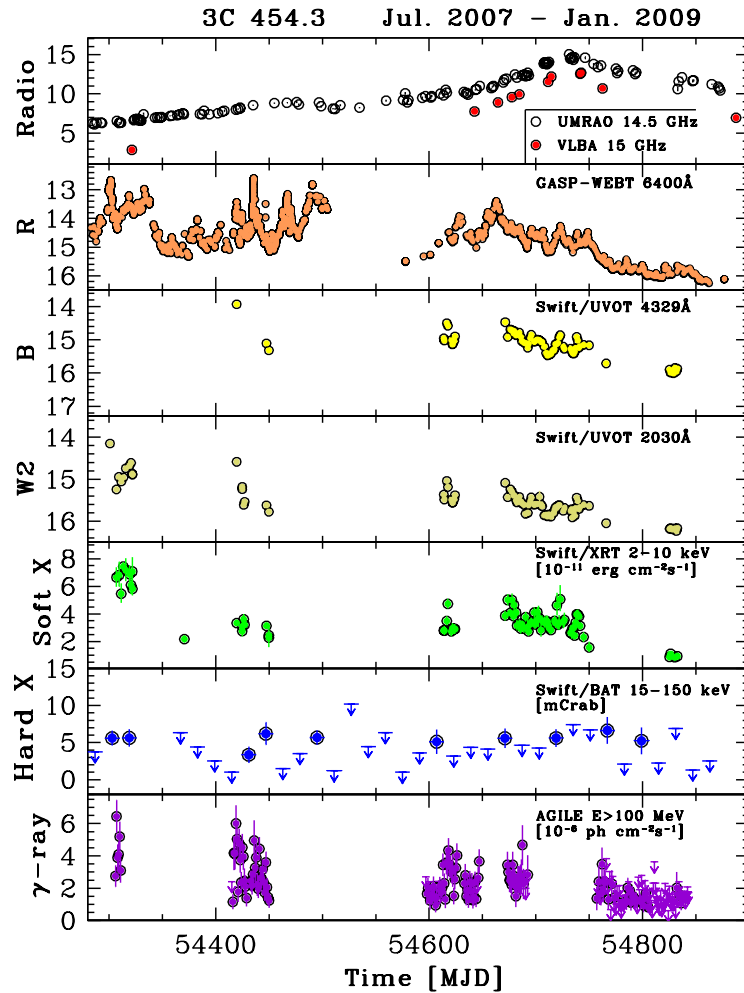 3C 454.3 Jul. 2007 − Jan. 2009
Radio
15
10
5
UMRAO 14.5 GHz
VLBA 15 GHz
R
13
14
15
16
GASP−WEBT 6400Å
B
14
15
16
17
Swift/UVOT 4329Å
W2
14
15
16
Swift/UVOT 2030Å
Soft X
8
6
4
2
Swift/XRT 2−10 keV
[10⁻¹¹ erg cm⁻²s⁻¹]
Hard X
15
10
5
0
Swift/BAT 15−150 keV
[mCrab]
γ−ray
6
4
2
0
AGILE E>100 MeV
[10⁻⁶ ph cm⁻²s⁻¹]
54400 54600 54800
Time [MJD]